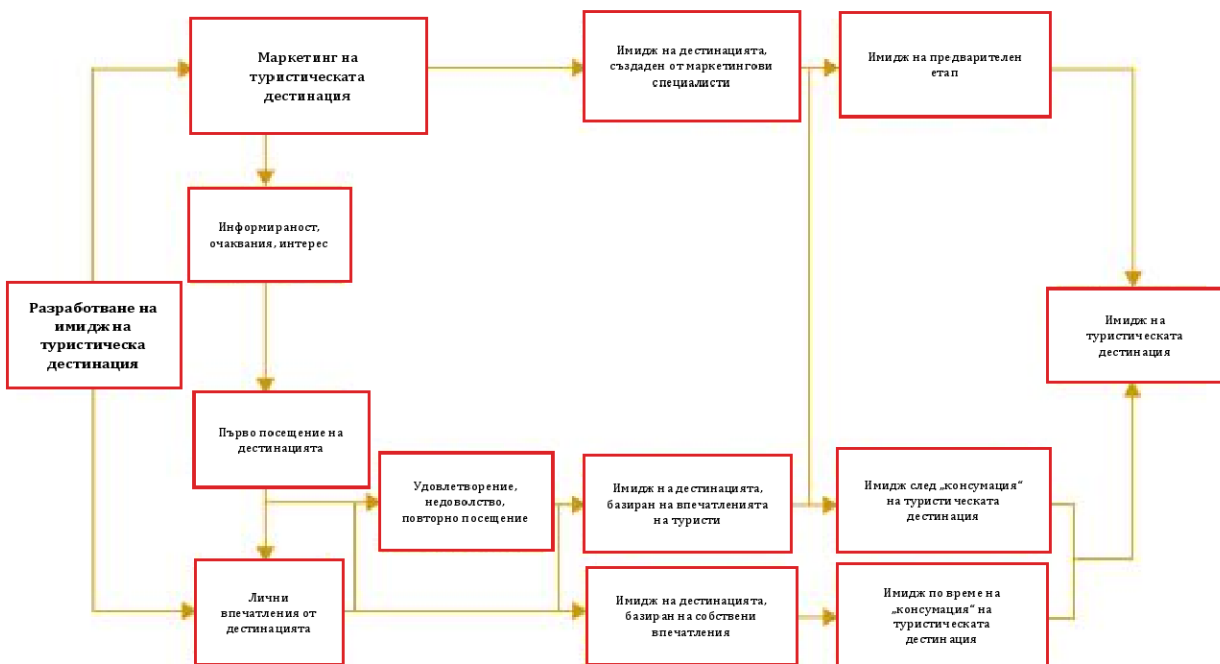 Маркетинг на
туристическата
дестинация
Имидж на дестинацията,
създаден от маркетингови
специалисти
Имидж на предварителен
етап
Информираност,
очаквания, интерес
Разработване на
имидж на
туристическа
дестинация
Имидж на
туристическата
дестинация
Първо посещение на
дестинацията
Удовлетворение,
недоволство,
повторно посещение
Имидж на дестинацията,
базиран на впечатленията
на туристи
Имидж след „консумация“
на туристическата
дестинация
Лични
впечатления от
дестинацията
Имидж на дестинацията,
базиран на собствени
впечатления
Имидж по време на
„консумация“ на
туристическата
дестинация